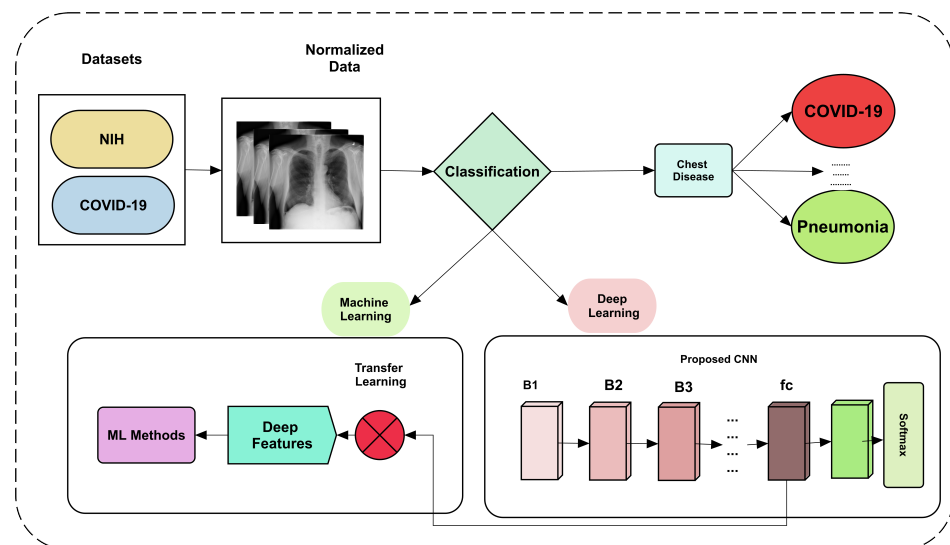 Datasets
Normalized
Data
NIH
COVID-19
Classification
Chest
Disease
COVID-19
........
......
.........
Pneumonia
Machine
Learning
Deep
Learning
Transfer
Learning
ML Methods
Deep
Features
Proposed CNN
B1
B2
B3
...
...
...
...
fc
Softmax